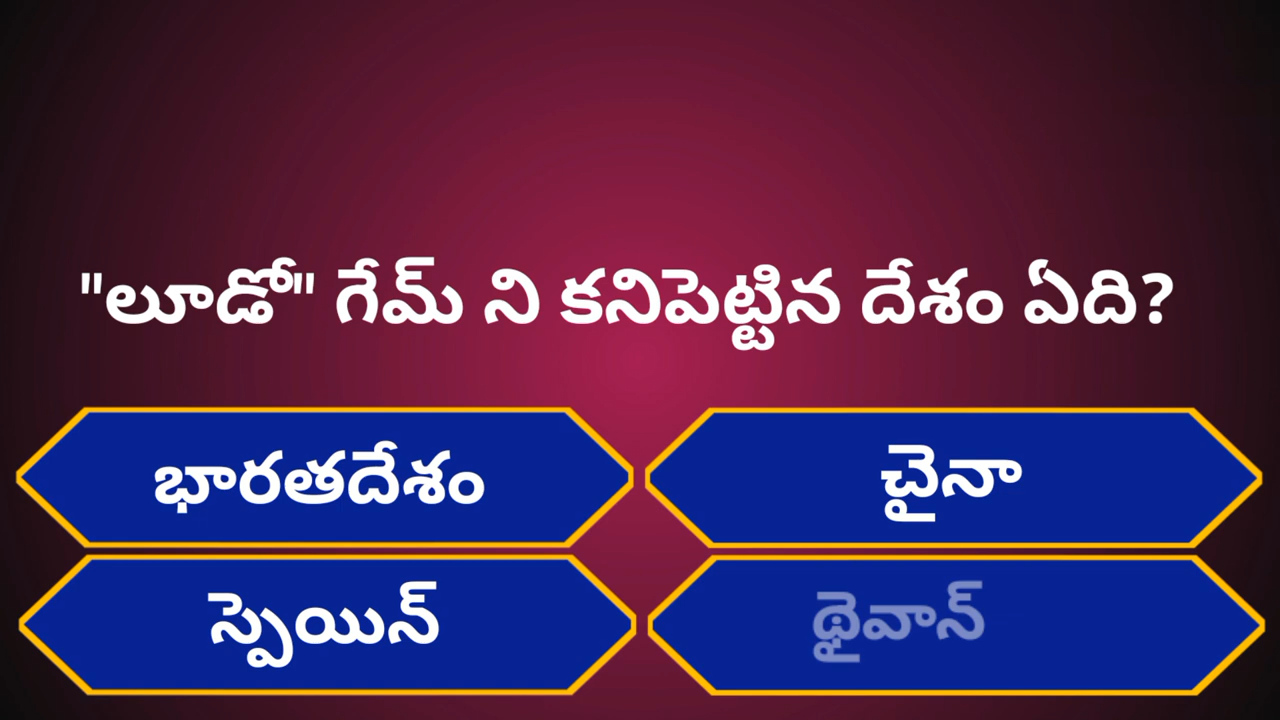 "లూడో" గేమ్ ని కనిపెట్టిన దేశం ఏది?
భారతదేశం
చైనా
స్పెయిన్
థైవాన్